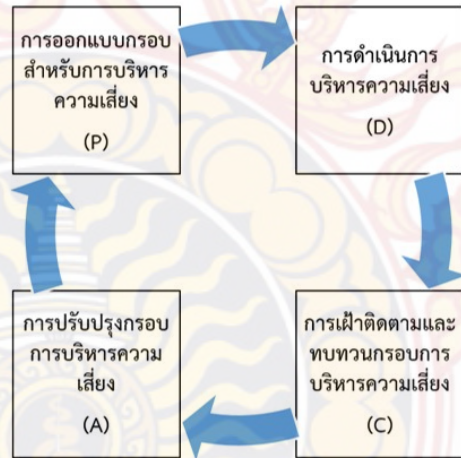 การออกแบบกรอบ
สำหรับการบริหาร
ความเสี่ยง
(P)
การดำเนินการ
บริหารความเสี่ยง
(D)
การเฝ้าติดตามและ
ทบทวนกรอบการ
บริหารความเสี่ยง
(C)
การปรับปรุงกรอบ
การบริหารความ
เสี่ยง
(A)